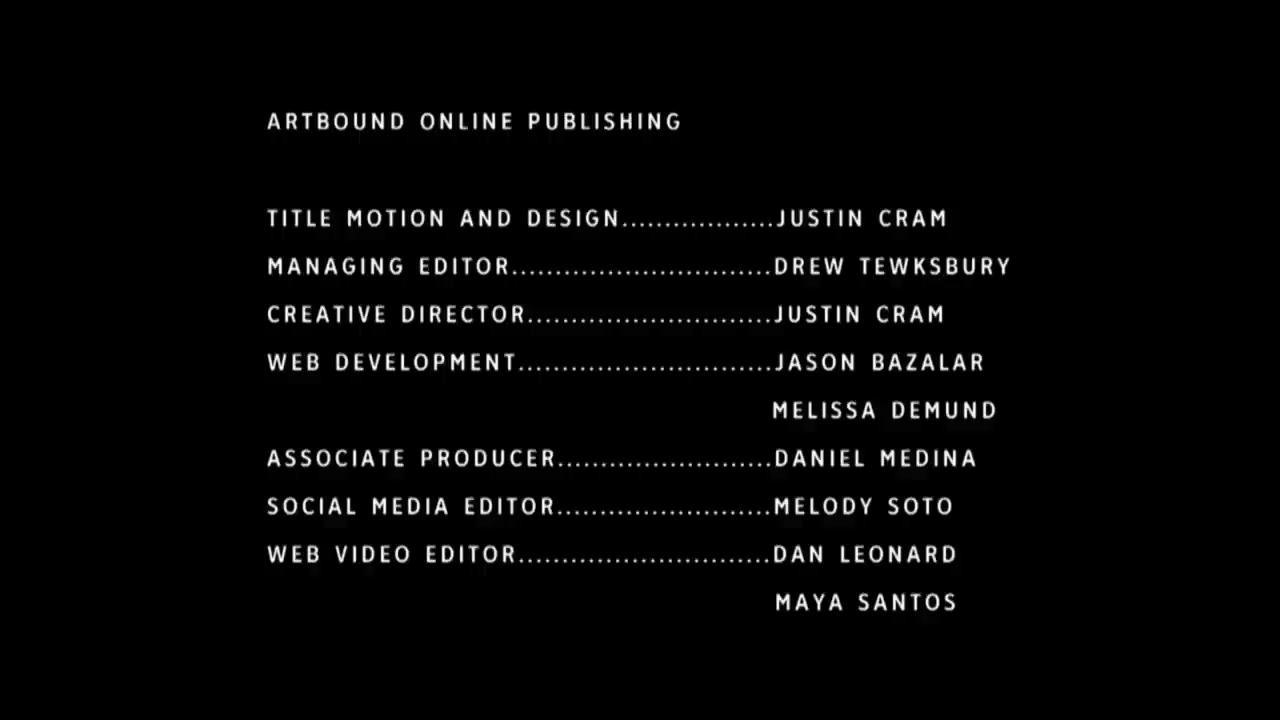 ARTBOUND ONLINE PUBLISHING
TITLE MOTION AND DESIGN..................JUSTIN CRAM
MANAGING EDITOR..............................DREW TEWKSBURY
CREATIVE DIRECTOR............................JUSTIN CRAM
WEB DEVELOPMENT.............................JASON BAZALAR
MELISSA DEMUND
ASSOCIATE PRODUCER.........................DANIEL MEDINA
SOCIAL MEDIA EDITOR.........................MELODY SOTO
WEB VIDEO EDITOR.............................DAN LEONARD
MAYA SANTOS